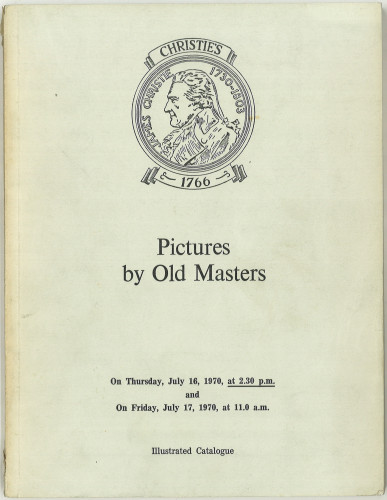 CHRISTIE'S
JAMES CHRISTIE 1730-1803
1766
Pictures
by Old Masters
On Thursday, July 16, 1970, at 2.30 p.m.
and
On Friday, July 17, 1970, at 11.0 a.m.
Illustrated Catalogue